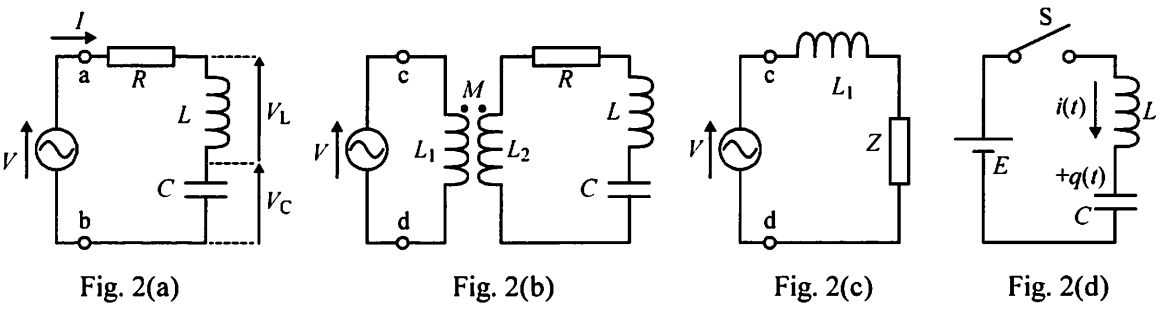 I
a
R
L
V_L
V
C
V_C
b
Fig. 2(a)
c
R
M
L
V
L_1
L_2
C
d
Fig. 2(b)
c
L_1
V
Z
d
Fig. 2(c)
S
i(t)
L
E
+q(t)
C
Fig. 2(d)